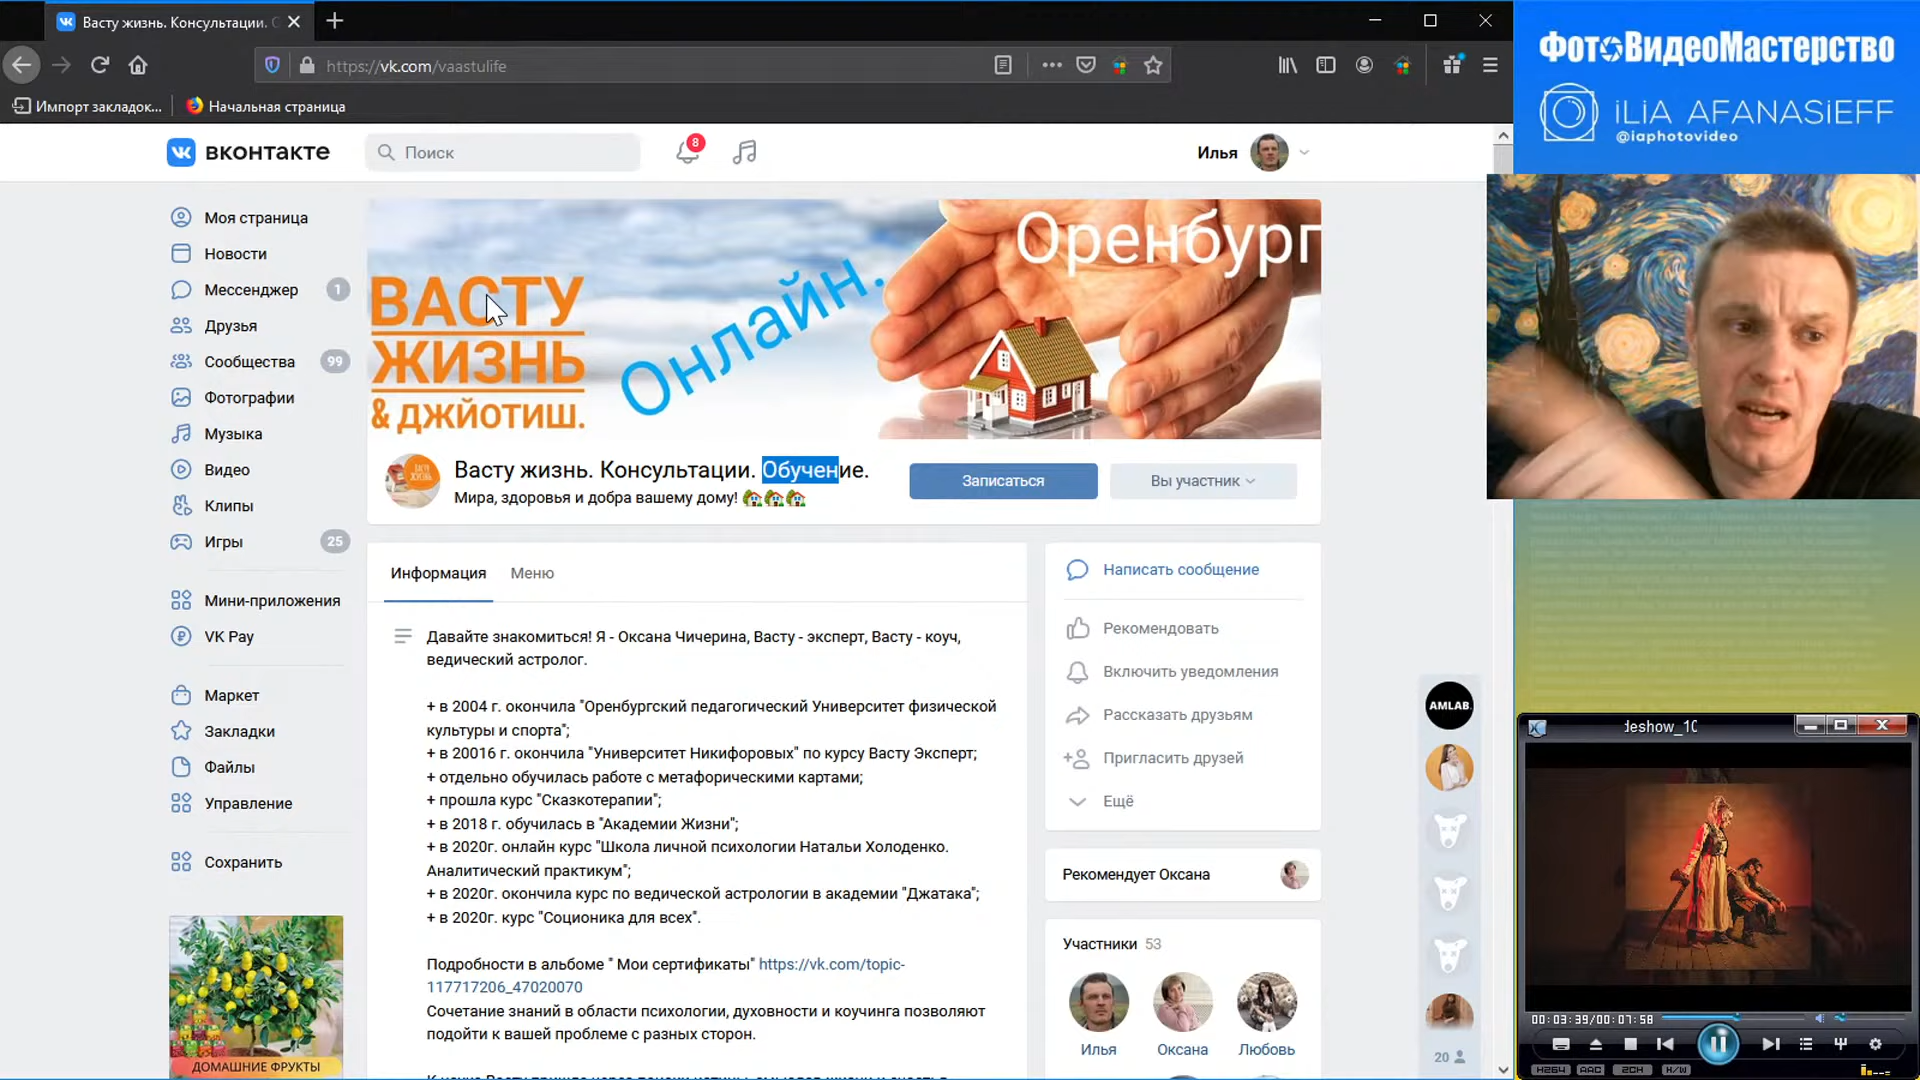 Васту жизнь. Консультации. О
https://vk.com/vaastulife
Импорт закладок...
Начальная страница
вконтакте
Поиск
8
Илья
Моя страница
Новости
Мессенджер 1
Друзья
Сообщества 99
Фотографии
Музыка
Видео
Клипы
Игры 25
Мини-приложения
VK Pay
Маркет
Закладки
Файлы
Управление
Сохранить
ДОМАШНИЕ ФРУКТЫ
ВАСТУ
ЖИЗНЬ
& ДЖЙОТИШ.
Онлайн.
Оренбург
Васту жизнь. Консультации. Обучение.
Мира, здоровья и добра вашему дому!
Записаться
Вы участник
Информация
Меню
Давайте знакомиться! Я - Оксана Чичерина, Васту - эксперт, Васту - коуч,
ведический астролог.
+ в 2004 г. окончила "Оренбургский педагогический Университет физической
культуры и спорта";
+ в 20016 г. окончила "Университет Никифоровых" по курсу Васту Эксперт;
+ отдельно обучилась работе с метафорическими картами;
+ прошла курс "Сказкотерапии";
+ в 2018 г. обучилась в "Академии Жизни";
+ в 2020г. онлайн курс "Школа личной психологии Натальи Холоденко.
Аналитический практикум";
+ в 2020г. окончила курс по ведической астрологии в академии "Джатака";
+ в 2020г. курс "Соционика для всех".
Подробности в альбоме " Мои сертификаты" https://vk.com/topic-
117717206_47020070
Сочетание знаний в области психологии, духовности и коучинга позволяют
подойти к вашей проблеме с разных сторон.
Написать сообщение
Рекомендовать
Включить уведомления
Рассказать друзьям
Пригласить друзей
Ещё
Рекомендует Оксана
Участники 53
Илья
Оксана
Любовь
AMLAB.
20
ФотоВидеоМастерство
iLiA AFANASiEFF
@iaphotovideo
deshow_10
00:03:39/00:07:58
H264 AAC 2CH H/W